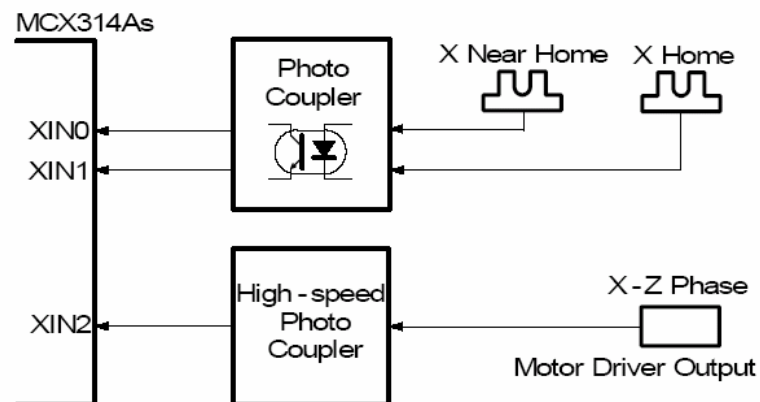 MCX314As
Photo
Coupler
X Near Home
X Home
XIN0
XIN1
High-speed
Photo
Coupler
XIN2
X-Z Phase
Motor Driver Output